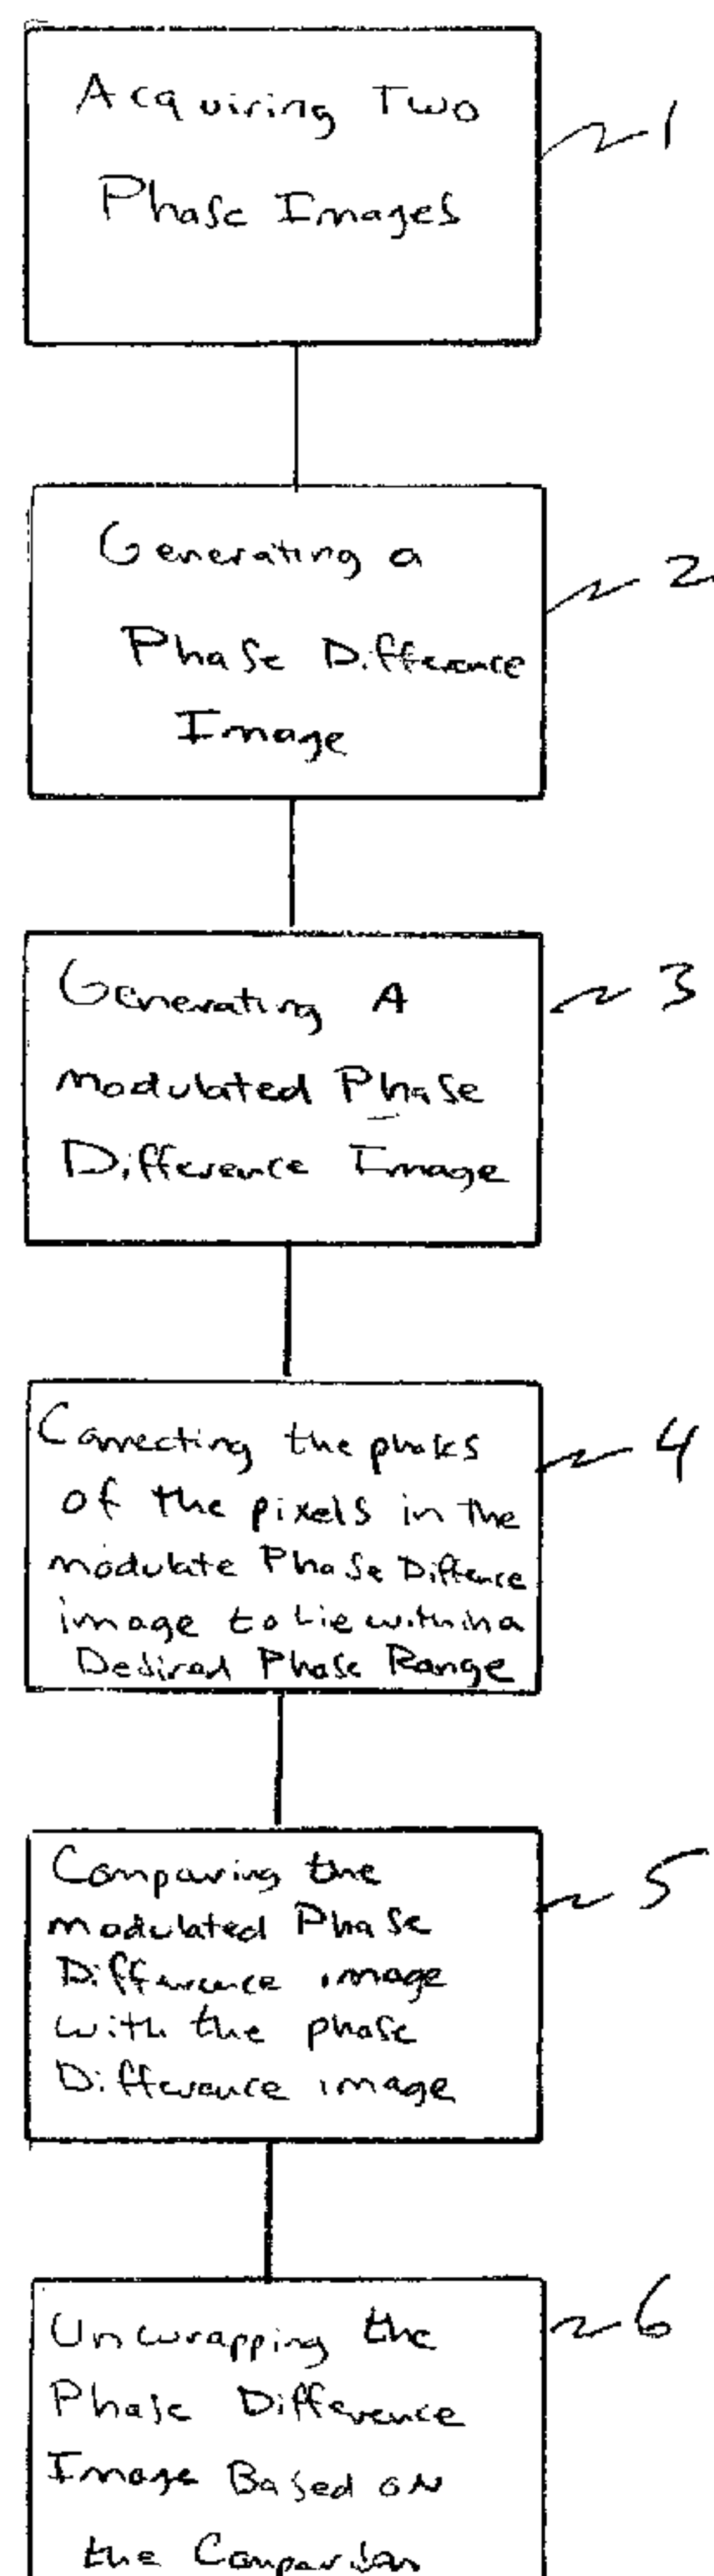 Acquiring Two
Phase Images
1
Generating a
Phase Difference
Image
2
Generating A
Modulated Phase
Difference Image
3
Correcting the phases
of the pixels in the
modulate Phase Diffence
image to Lie within a
Desired Phase Range
4
Comparing the
modulated Phase
Difference image
with the phase
Difference image
5
Unwrapping the
Phase Difference
Image Based on
the Comparison
6